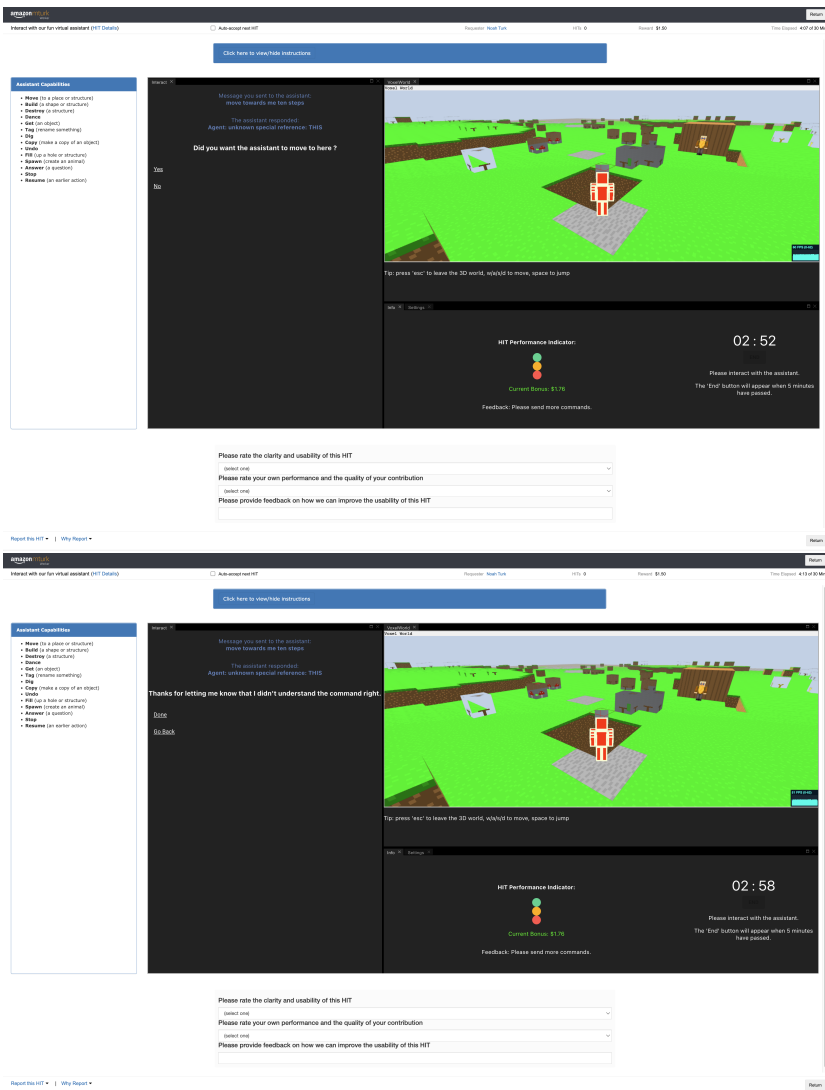 amazon mturk
Return
Interact with our fun virtual assistant (HIT Details)
Auto-accept next HIT
Requester Noah Turk
HITs 0
Reward $1.50
Time Elapsed 4:07 of 30 Min
Click here to view/hide instructions
Assistant Capabilities
Move (to a place or structure)
Build (a shape or structure)
Destroy (a structure)
Dance
Get (an object)
Tag (rename something)
Dig
Copy (make a copy of an object)
Undo
Fill (up a hole or structure)
Spawn (create an animal)
Answer (a question)
Stop
Resume (an earlier action)
Interact
Message you sent to the assistant:
move towards me ten steps
The assistant responded:
Agent: unknown special reference: THIS
Did you want the assistant to move to here ?
Yes
No
VoxelWorld
Voxel World
Tip: press 'esc' to leave the 3D world, w/a/s/d to move, space to jump
Info
Settings
HIT Performance Indicator:
Current Bonus: $1.76
Feedback: Please send more commands.
02 : 52
Please interact with the assistant.
The 'End' button will appear when 5 minutes
have passed.
Please rate the clarity and usability of this HIT
(select one)
Please rate your own performance and the quality of your contribution
(select one)
Please provide feedback on how we can improve the usability of this HIT
Report this HIT | Why Report
Return
amazon mturk
Return
Interact with our fun virtual assistant (HIT Details)
Auto-accept next HIT
Requester Noah Turk
HITs 0
Reward $1.50
Time Elapsed 4:13 of 30 Min
Click here to view/hide instructions
Assistant Capabilities
Move (to a place or structure)
Build (a shape or structure)
Destroy (a structure)
Dance
Get (an object)
Tag (rename something)
Dig
Copy (make a copy of an object)
Undo
Fill (up a hole or structure)
Spawn (create an animal)
Answer (a question)
Stop
Resume (an earlier action)
Interact
Message you sent to the assistant:
move towards me ten steps
The assistant responded:
Agent: unknown special reference: THIS
Thanks for letting me know that I didn't understand the command right.
Done
Go Back
VoxelWorld
Voxel World
Tip: press 'esc' to leave the 3D world, w/a/s/d to move, space to jump
Info
Settings
HIT Performance Indicator:
Current Bonus: $1.76
Feedback: Please send more commands.
02 : 58
Please interact with the assistant.
The 'End' button will appear when 5 minutes
have passed.
Please rate the clarity and usability of this HIT
(select one)
Please rate your own performance and the quality of your contribution
(select one)
Please provide feedback on how we can improve the usability of this HIT
Report this HIT | Why Report
Return